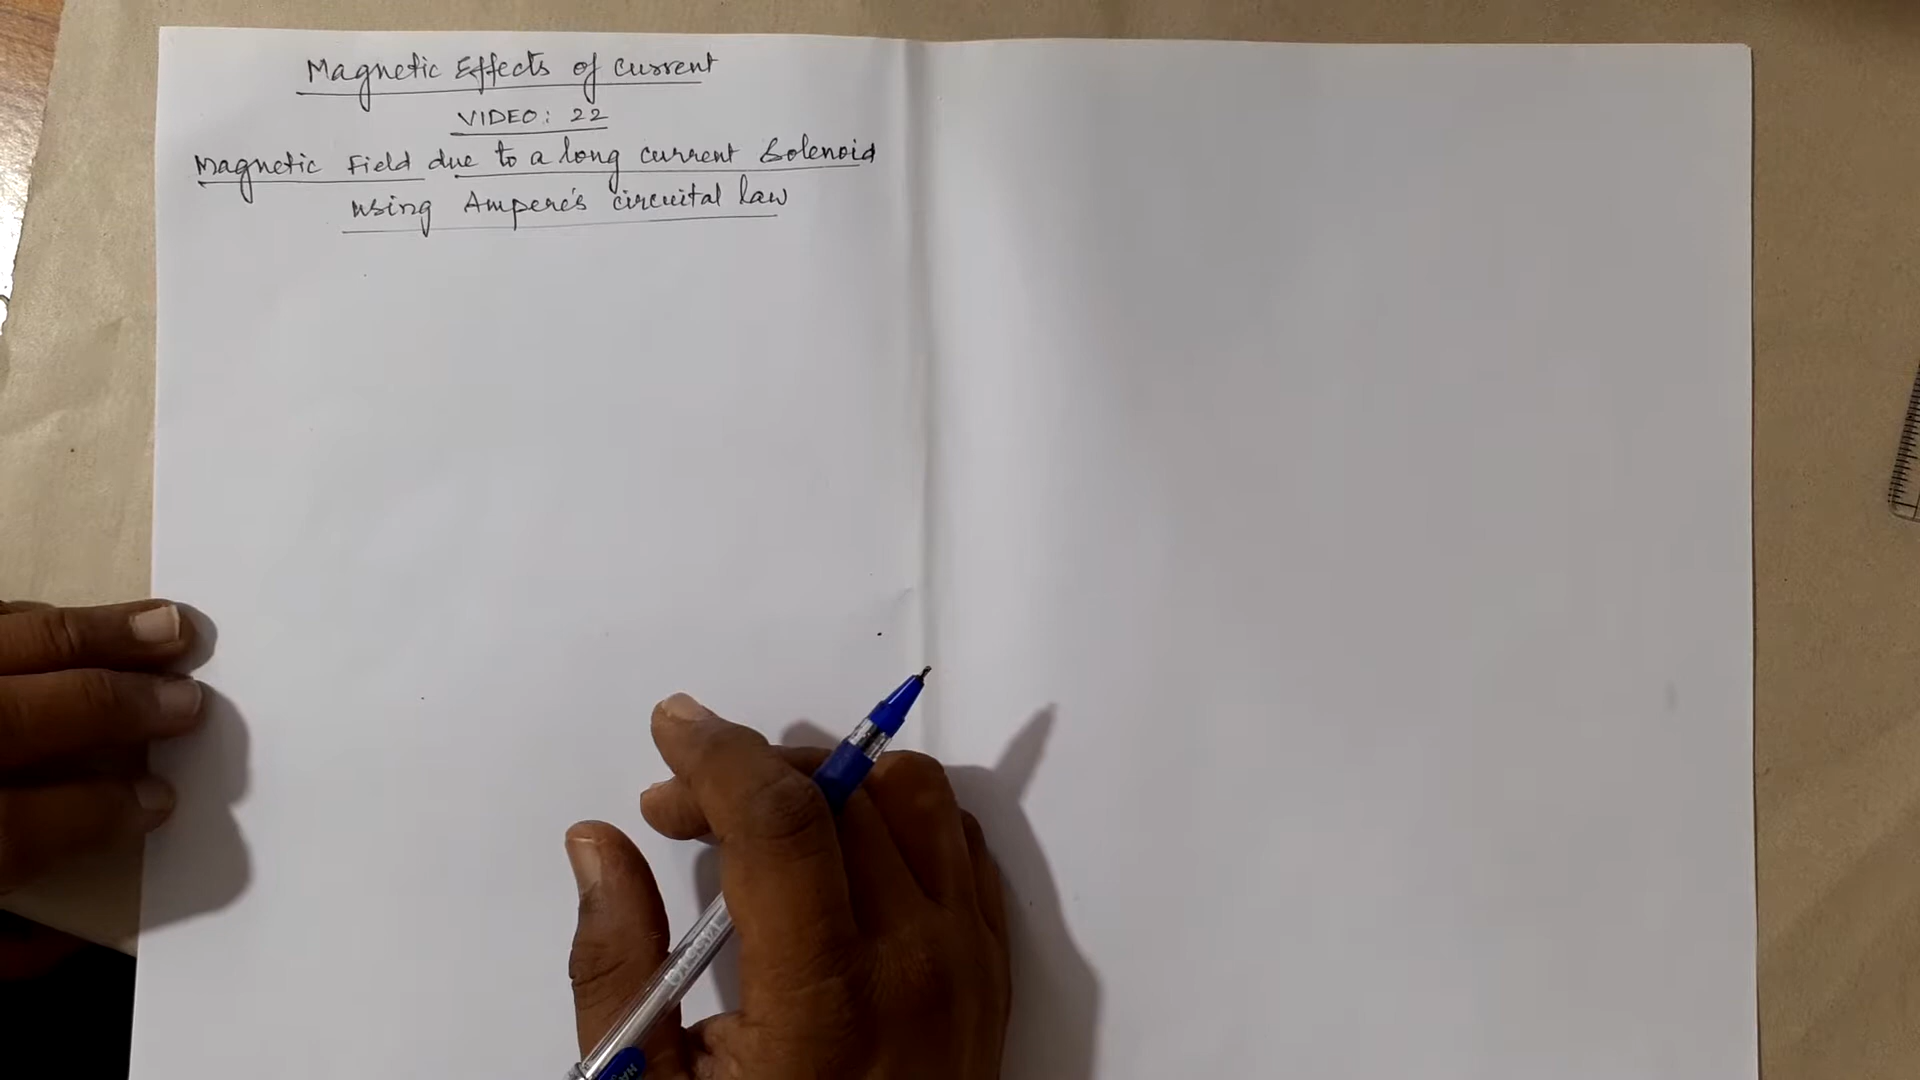 Magnetic Effects of current
VIDEO: 22
Magnetic Field due to a long current Solenoid
using Ampere's circuital law